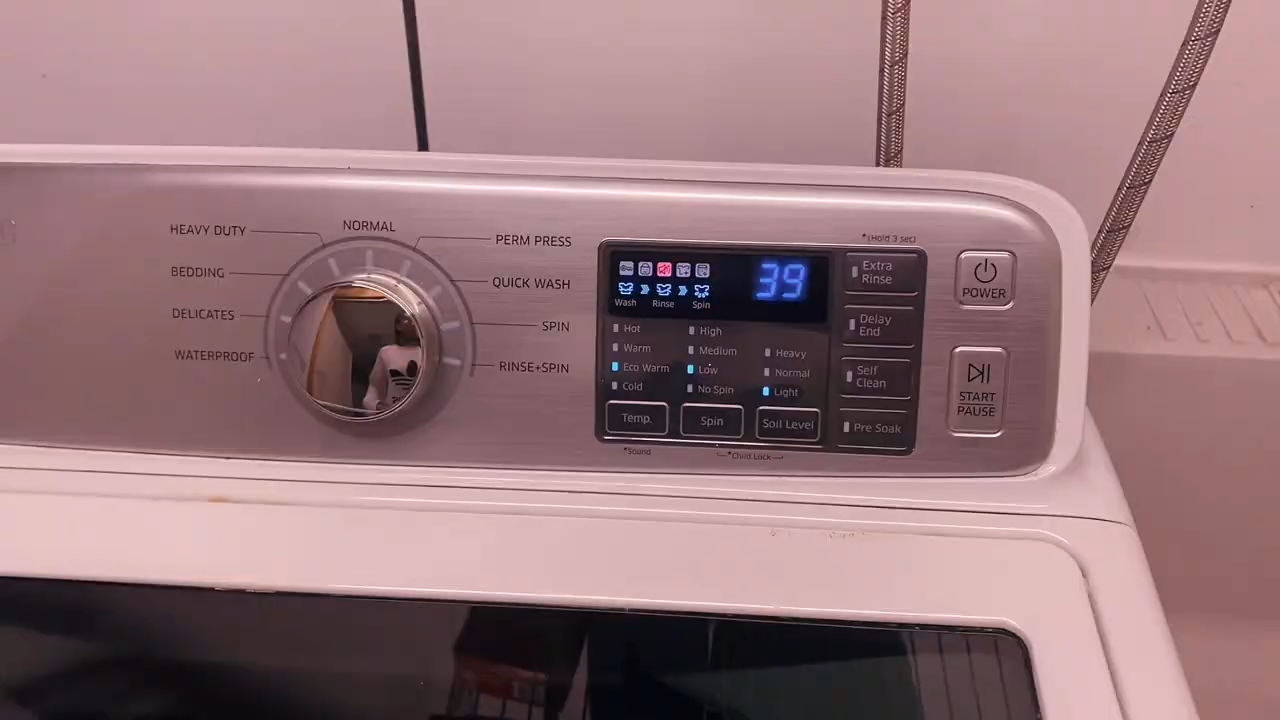 HEAVY DUTY
NORMAL
PERM PRESS
BEDDING
QUICK WASH
DELICATES
SPIN
WATERPROOF
RINSE+SPIN
*(Hold 3 sec)
39
Wash Rinse Spin
Hot High
Warm Medium Heavy
Eco Warm Low Normal
Cold No Spin Light
Temp. Spin Soil Level
*Sound *Child Lock
Extra
Rinse
Delay
End
Self
Clean
Pre Soak
POWER
START
PAUSE